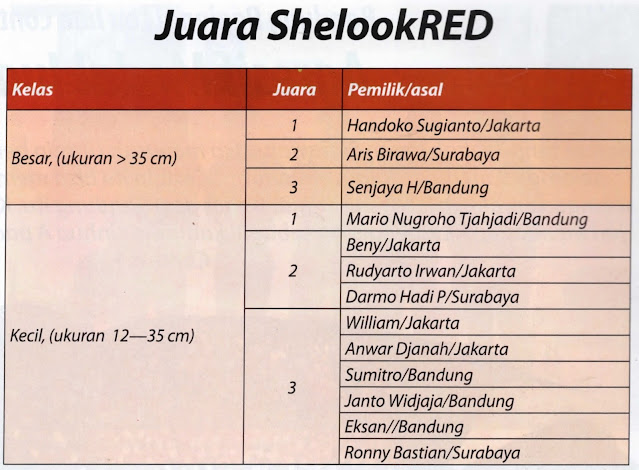 Juara ShelookRED
Kelas Juara Pemilik/asal
Besar, (ukuran > 35 cm)
1 Handoko Sugianto/Jakarta
2 Aris Birawa/Surabaya
3 Senjaya H/Bandung
Kecil, (ukuran 12—35 cm)
1 Mario Nugroho Tjahjadi/Bandung
2 Beny/Jakarta
Rudyarto Irwan/Jakarta
Darmo Hadi P/Surabaya
3 William/Jakarta
Anwar Djanah/Jakarta
Sumitro/Bandung
Janto Widjaja/Bandung
Eksan//Bandung
Ronny Bastian/Surabaya